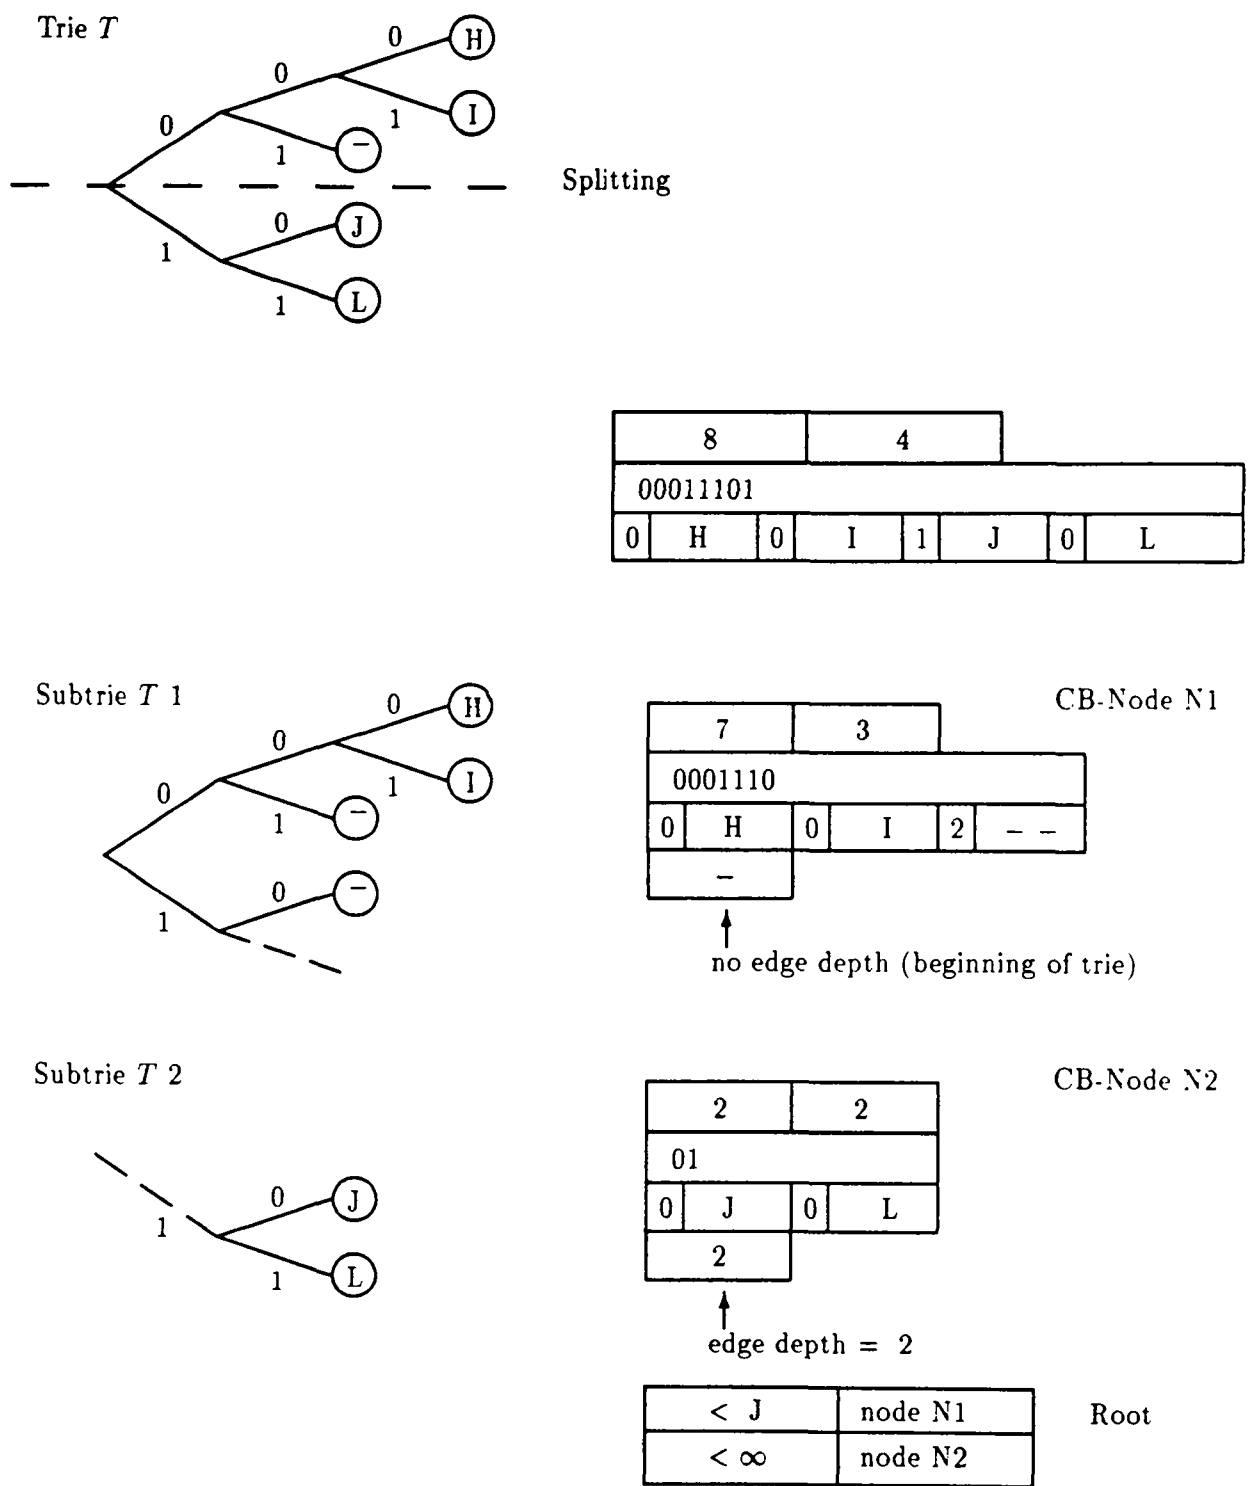 Trie T
0
H
0
0
1
I
1
–
Splitting
0
J
1
1
L
8 4
00011101
0 H 0 I 1 J 0 L
Subtrie T 1
0
H
0
0
1
I
1
–
0
–
1
CB-Node N1
7 3
0001110
0 H 0 I 2 – –
–
no edge depth (beginning of trie)
Subtrie T 2
0
J
1
1
L
CB-Node N2
2 2
01
0 J 0 L
2
edge depth = 2
< J node N1 Root
< ∞ node N2